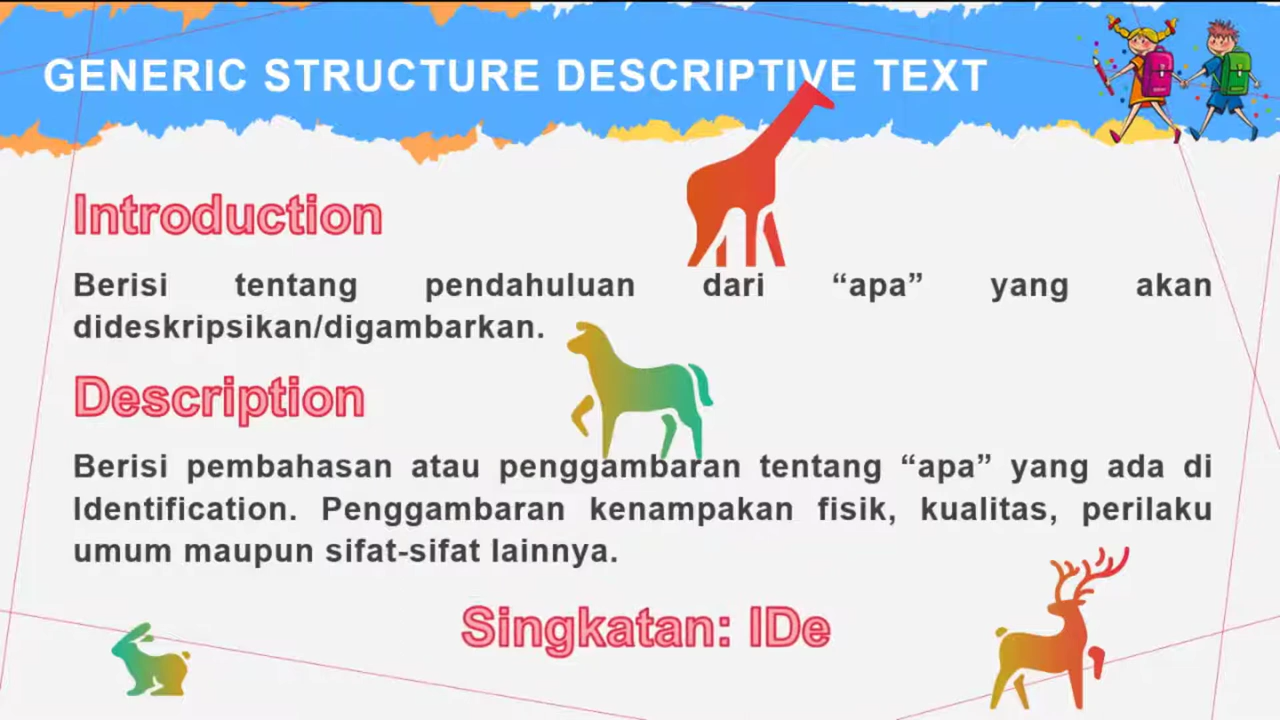 GENERIC STRUCTURE DESCRIPTIVE TEXT
Introduction
Berisi tentang pendahuluan dari “apa” yang akan
dideskripsikan/digambarkan.
Description
Berisi pembahasan atau penggambaran tentang “apa” yang ada di
Identification. Penggambaran kenampakan fisik, kualitas, perilaku
umum maupun sifat-sifat lainnya.
Singkatan: IDe